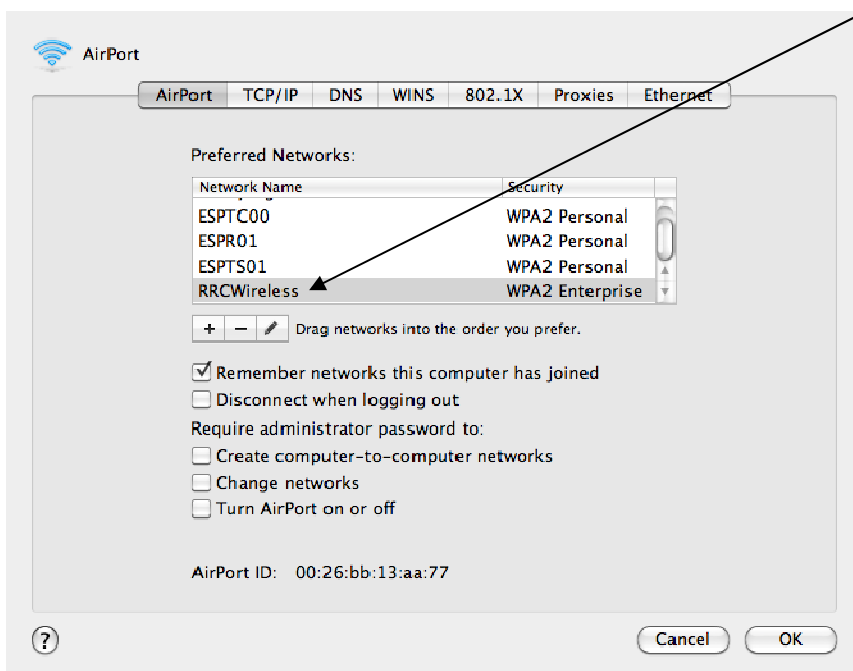 AirPort
AirPort TCP/IP DNS WINS 802.1X Proxies Ethernet
Preferred Networks:
Network Name Security
ESPTC00 WPA2 Personal
ESPR01 WPA2 Personal
ESPTS01 WPA2 Personal
RRCWireless WPA2 Enterprise
+ − Drag networks into the order you prefer.
Remember networks this computer has joined
Disconnect when logging out
Require administrator password to:
Create computer-to-computer networks
Change networks
Turn AirPort on or off
AirPort ID: 00:26:bb:13:aa:77
? Cancel OK